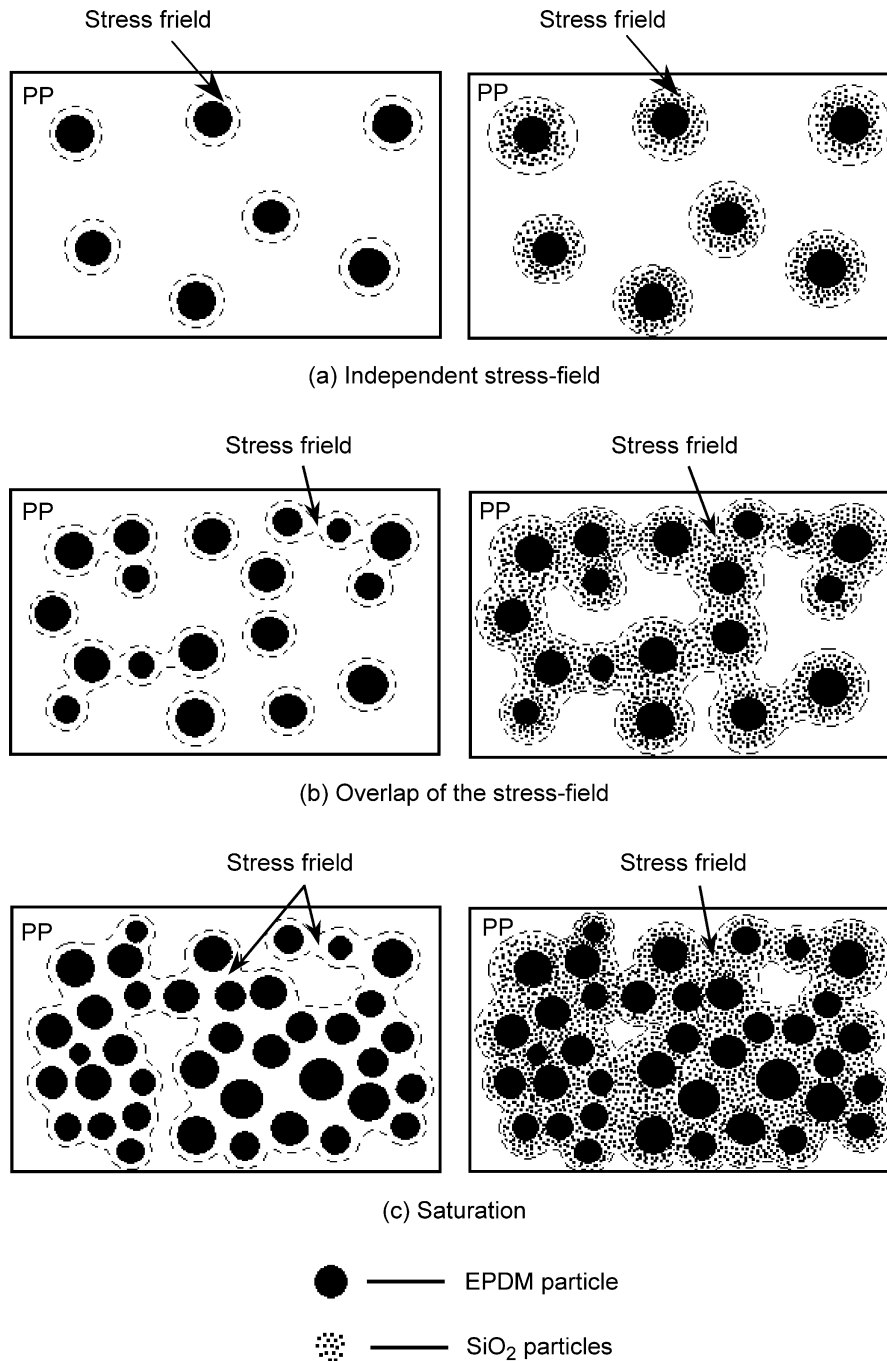 Stress frield
Stress frield
PP
PP
(a) Independent stress-field
Stress frield
Stress frield
PP
PP
(b) Overlap of the stress-field
Stress frield
Stress frield
PP
PP
(c) Saturation
EPDM particle
SiO₂ particles